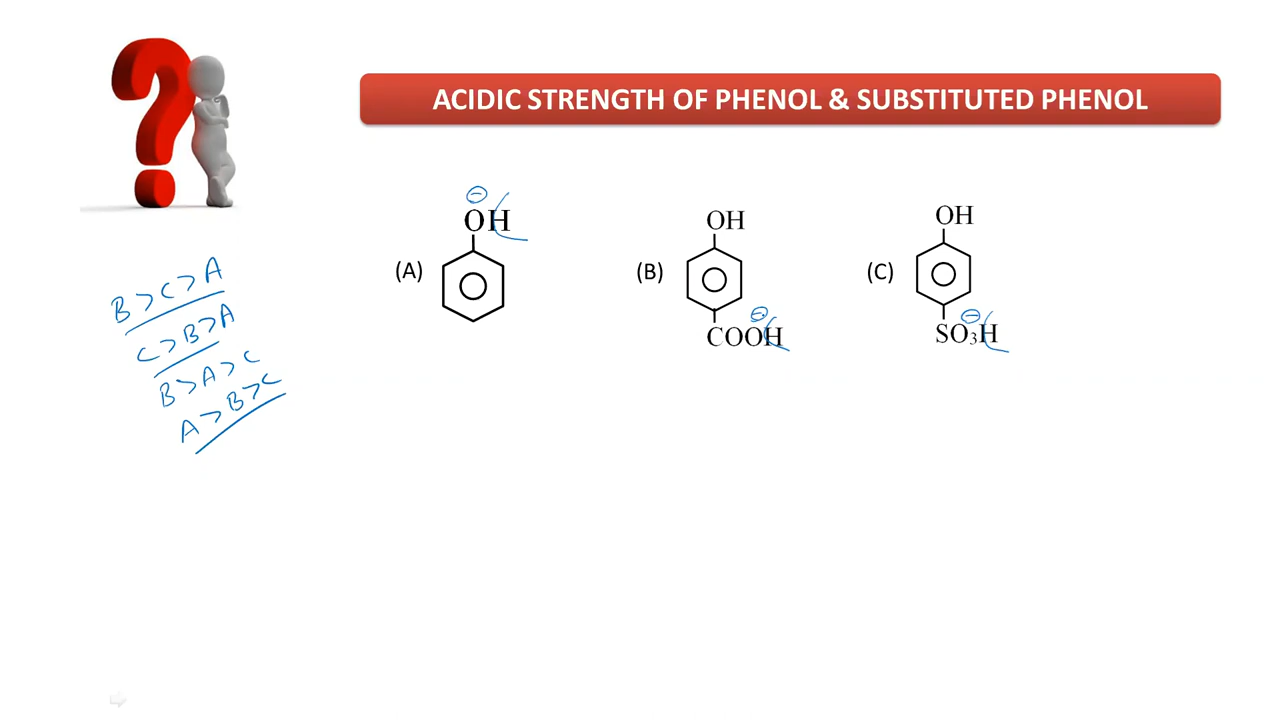 ACIDIC STRENGTH OF PHENOL & SUBSTITUTED PHENOL
(A) OH ⊖
(B) OH COOH ⊖
(C) OH SO₃H ⊖
B > C > A
C > B > A
B > A > C
A > B > C